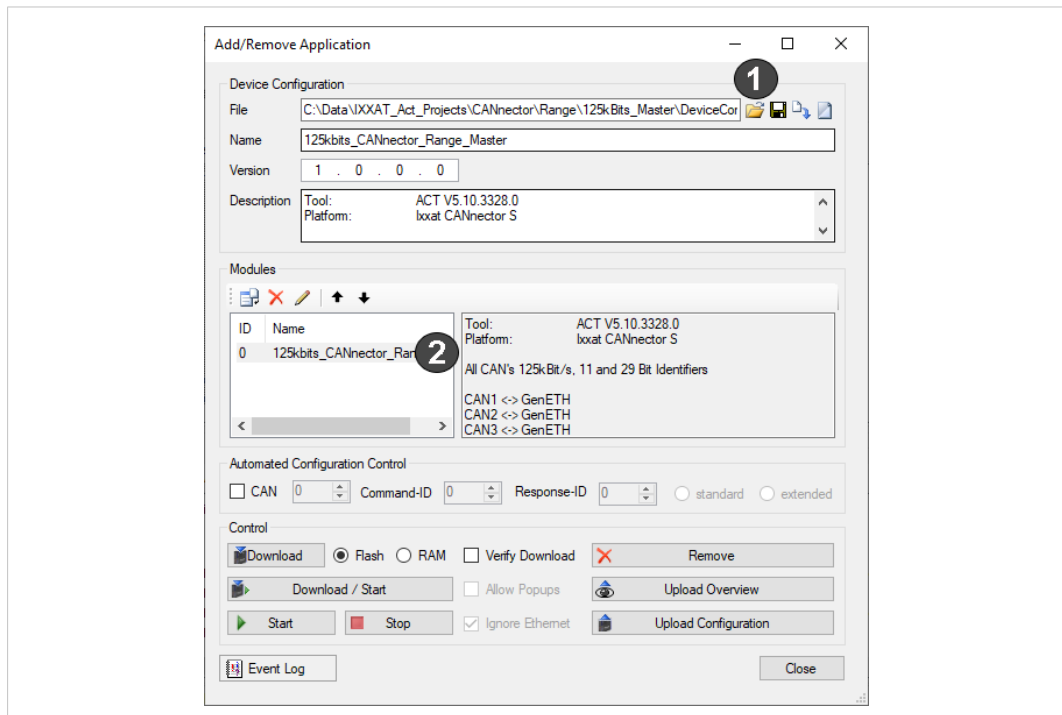 Add/Remove Application
1
Device Configuration
File C:\Data\IXXAT_Act_Projects\CANnector\Range\125kBits_Master\DeviceCor
Name 125kbits_CANnector_Range_Master
Version 1 . 0 . 0 . 0
Description Tool: ACT V5.10.3328.0
Platform: Ixxat CANnector S
Modules
ID Name
0 125kbits_CANnector_Ran
2
Tool: ACT V5.10.3328.0
Platform: Ixxat CANnector S
All CAN's 125kBit/s, 11 and 29 Bit Identifiers
CAN1 <-> GenETH
CAN2 <-> GenETH
CAN3 <-> GenETH
Automated Configuration Control
CAN 0 Command-ID 0 Response-ID 0 standard extended
Control
Download Flash RAM Verify Download Remove
Download / Start Allow Popups Upload Overview
Start Stop Ignore Ethernet Upload Configuration
Event Log Close